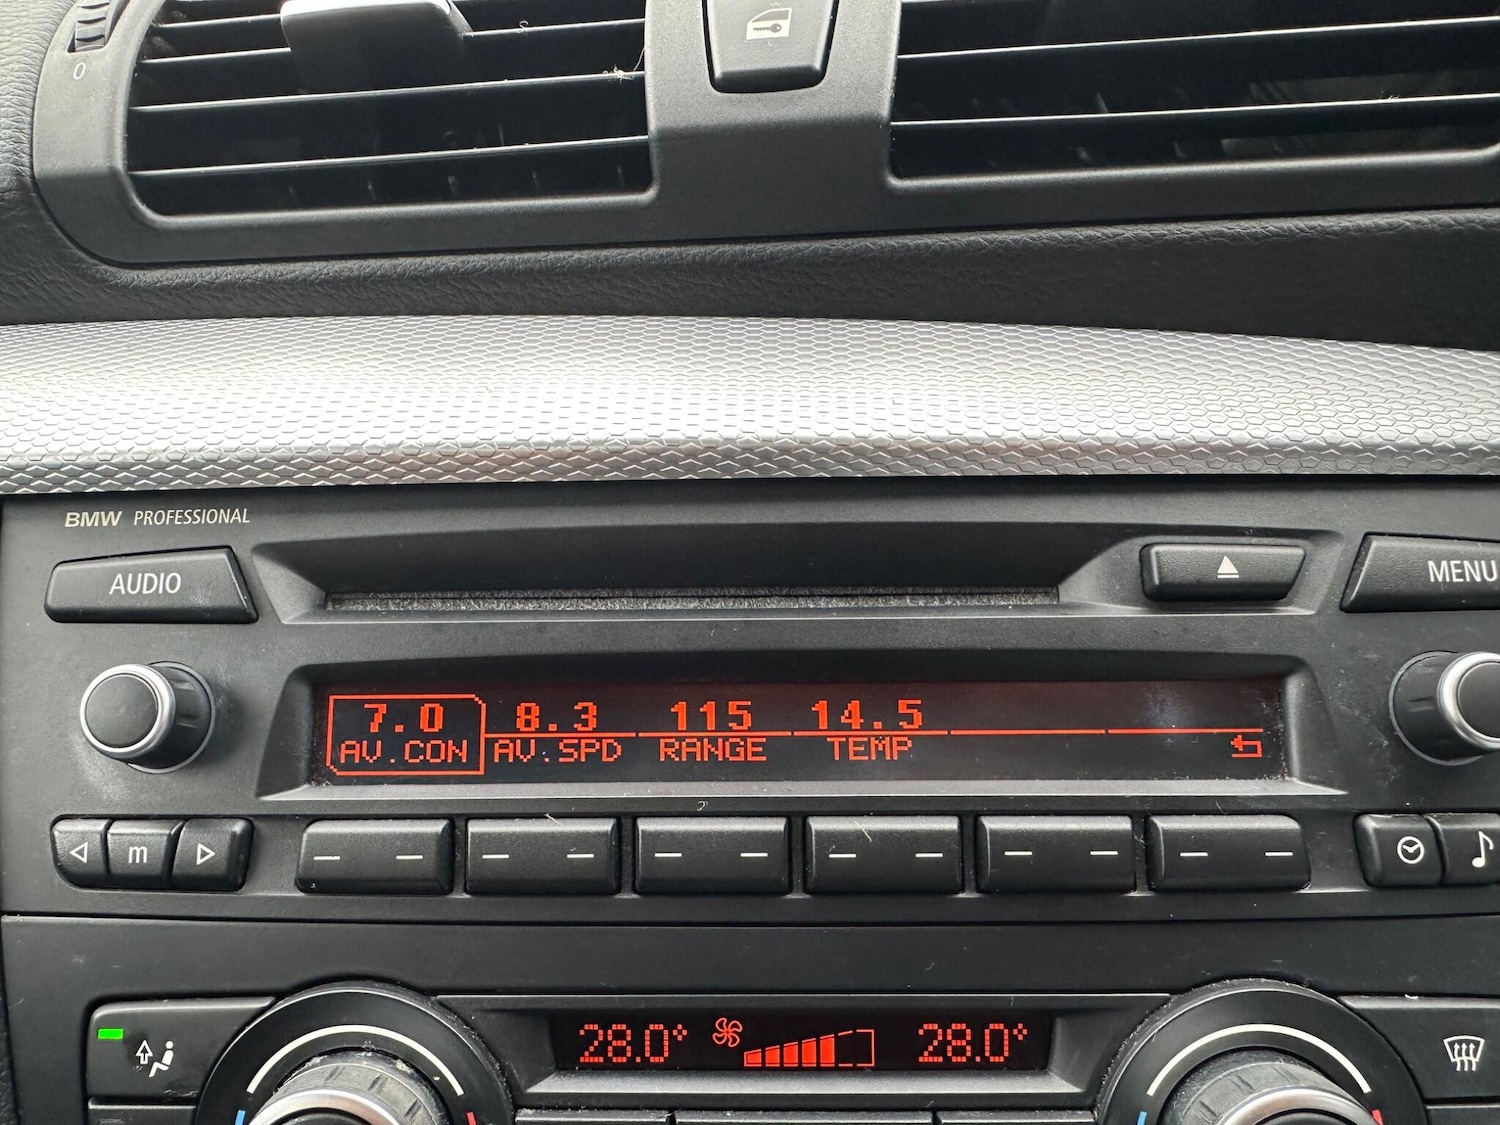 0
BMW PROFESSIONAL
AUDIO
MENU
7.0 8.3 115 14.5
AV.CON AV.SPD RANGE TEMP
m
28.0° 28.0°